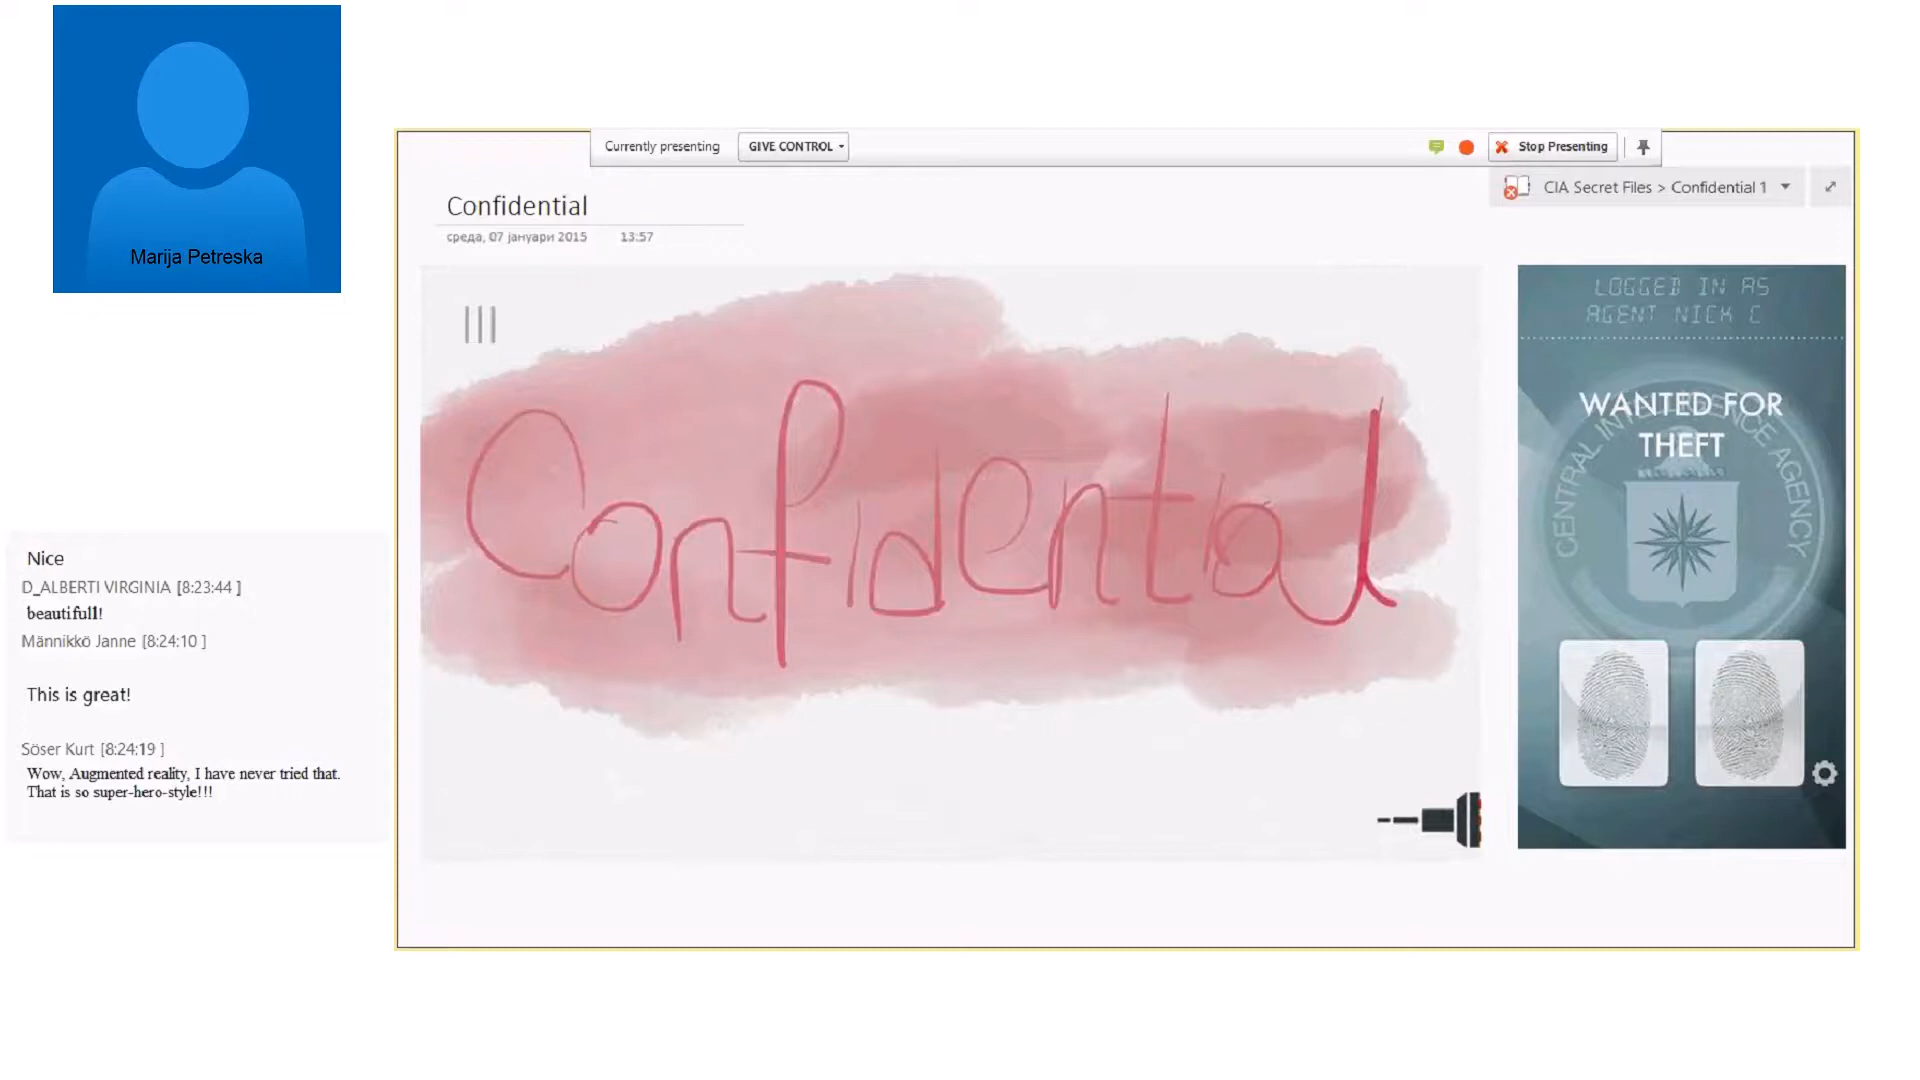 Marija Petreska
Nice
D_ALBERTI VIRGINIA [8:23:44 ]
beautifull!
Männikkö Janne [8:24:10 ]
This is great!
Söser Kurt [8:24:19 ]
Wow, Augmented reality, I have never tried that.
That is so super-hero-style!!!
Currently presenting
GIVE CONTROL
Stop Presenting
CIA Secret Files > Confidential 1
Confidential
среда, 07 јануари 2015 13:57
Confidential
LOGGED IN AS
AGENT NICK C
WANTED FOR
THEFT
CENTRAL INTELLIGENCE AGENCY